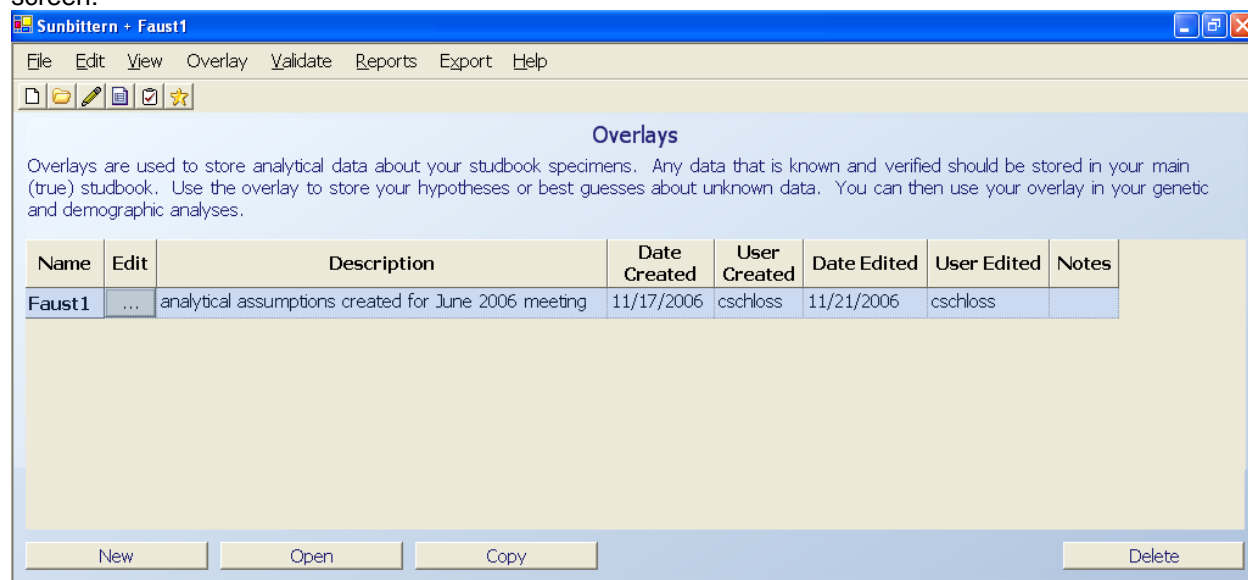 screen.
Sunbittern + Faust1
File Edit View Overlay Validate Reports Export Help
Overlays
Overlays are used to store analytical data about your studbook specimens. Any data that is known and verified should be stored in your main
(true) studbook. Use the overlay to store your hypotheses or best guesses about unknown data. You can then use your overlay in your genetic
and demographic analyses.
Name Edit Description Date Created User Created Date Edited User Edited Notes
Faust1 ... analytical assumptions created for June 2006 meeting 11/17/2006 cschloss 11/21/2006 cschloss
New Open Copy Delete